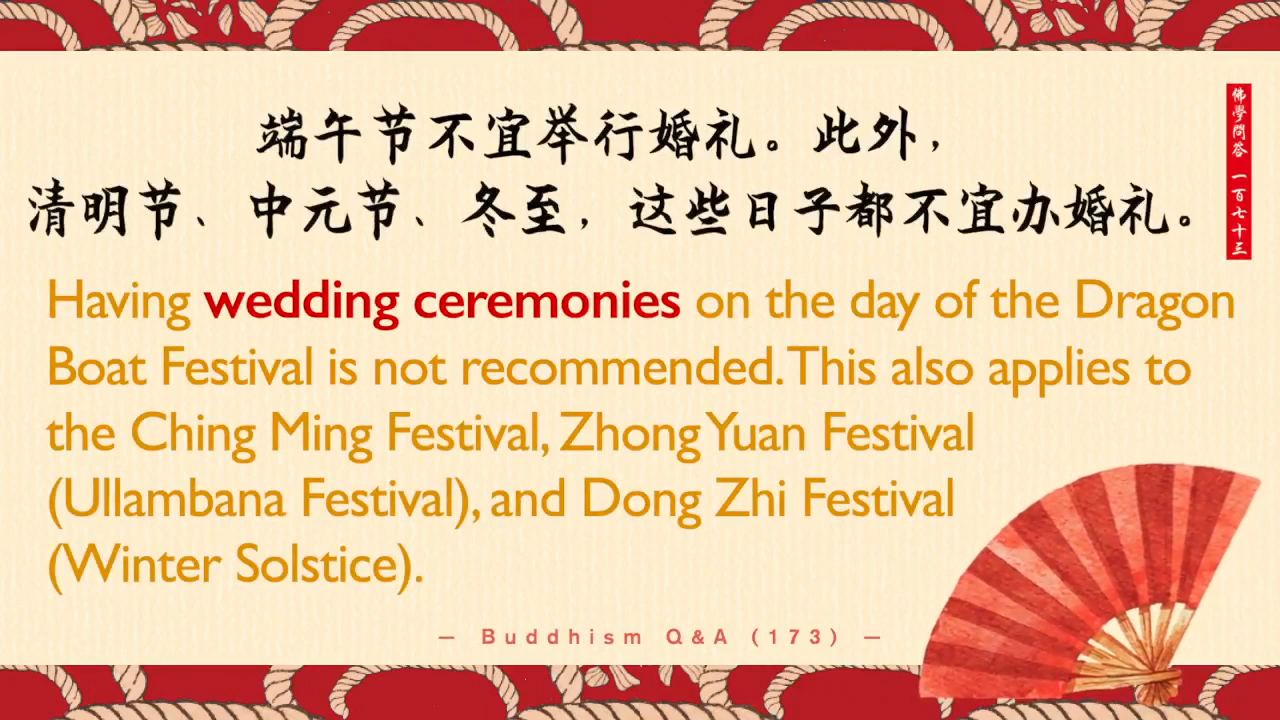 端午节不宜举行婚礼。此外，
清明节、中元节、冬至，这些日子都不宜办婚礼。
佛學問答 一百七十三
Having wedding ceremonies on the day of the Dragon
Boat Festival is not recommended. This also applies to
the Ching Ming Festival, Zhong Yuan Festival
(Ullambana Festival), and Dong Zhi Festival
(Winter Solstice).
— Buddhism Q&A (173) —